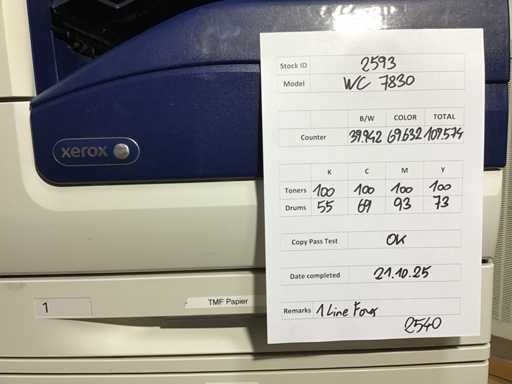 xerox
Stock ID 2593
Model WC 7830
B/W COLOR TOTAL
Counter 39.942 69.632 109.574
K C M Y
Toners 100 100 100 100
Drums 55 69 93 73
Copy Pass Test OK
Date completed 21.10.25
Remarks 1 Line Four
2540
1
TMF Papier